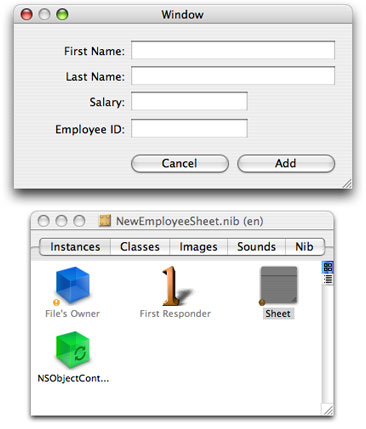 Window
First Name:
Last Name:
Salary:
Employee ID:
Cancel Add
NewEmployeeSheet.nib (en)
Instances Classes Images Sounds Nib
File's Owner First Responder Sheet
NSObjectCont...